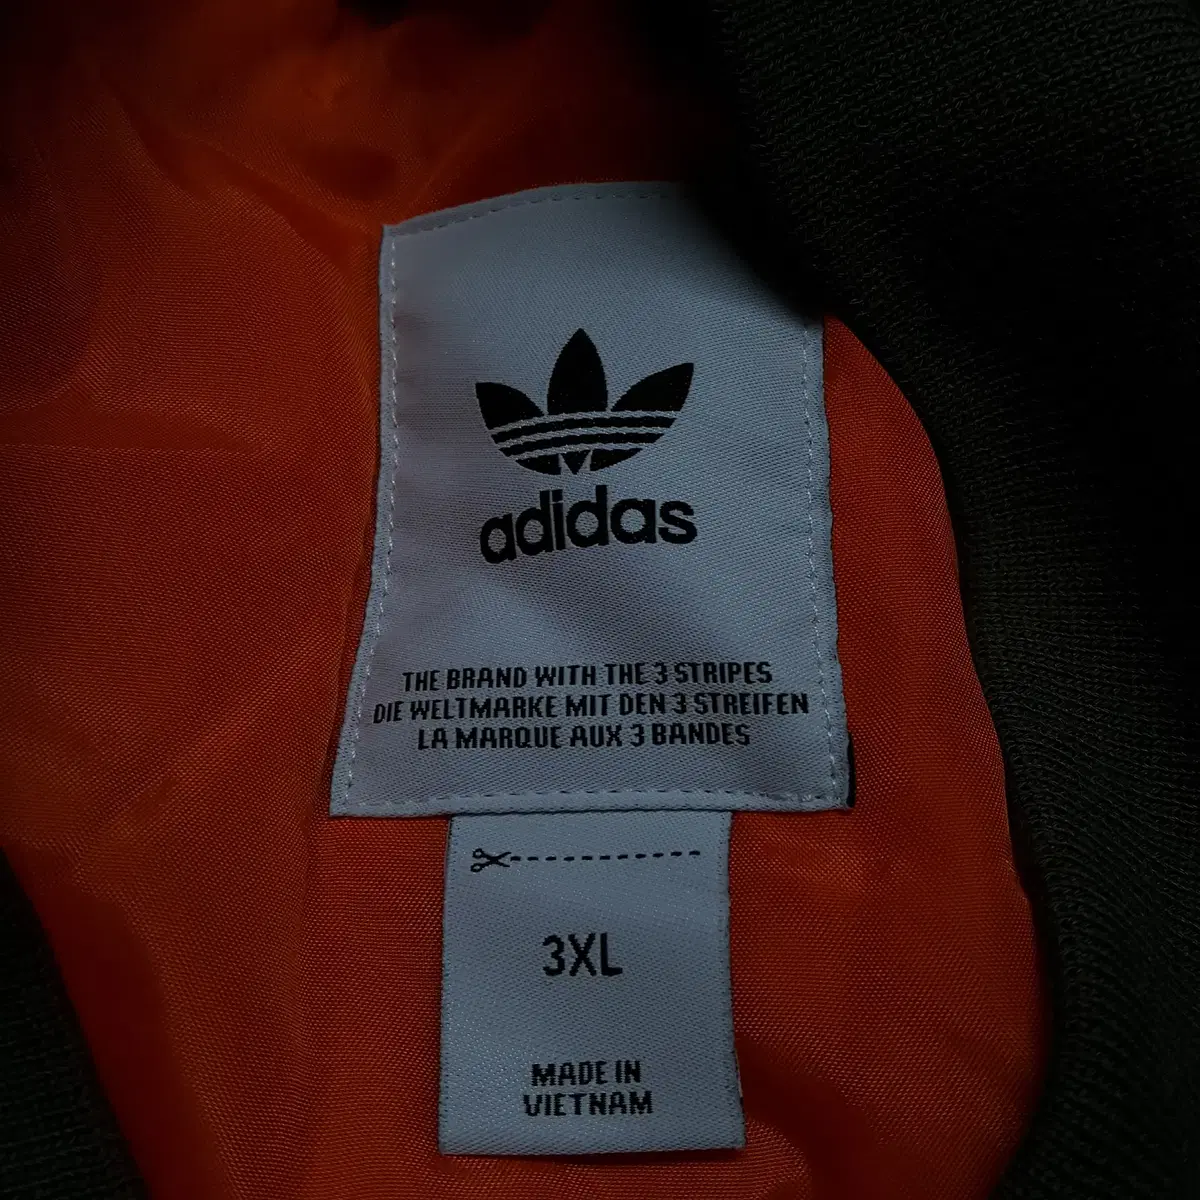 adidas
THE BRAND WITH THE 3 STRIPES
DIE WELTMARKE MIT DEN 3 STREIFEN
LA MARQUE AUX 3 BANDES
3XL
MADE IN
VIETNAM